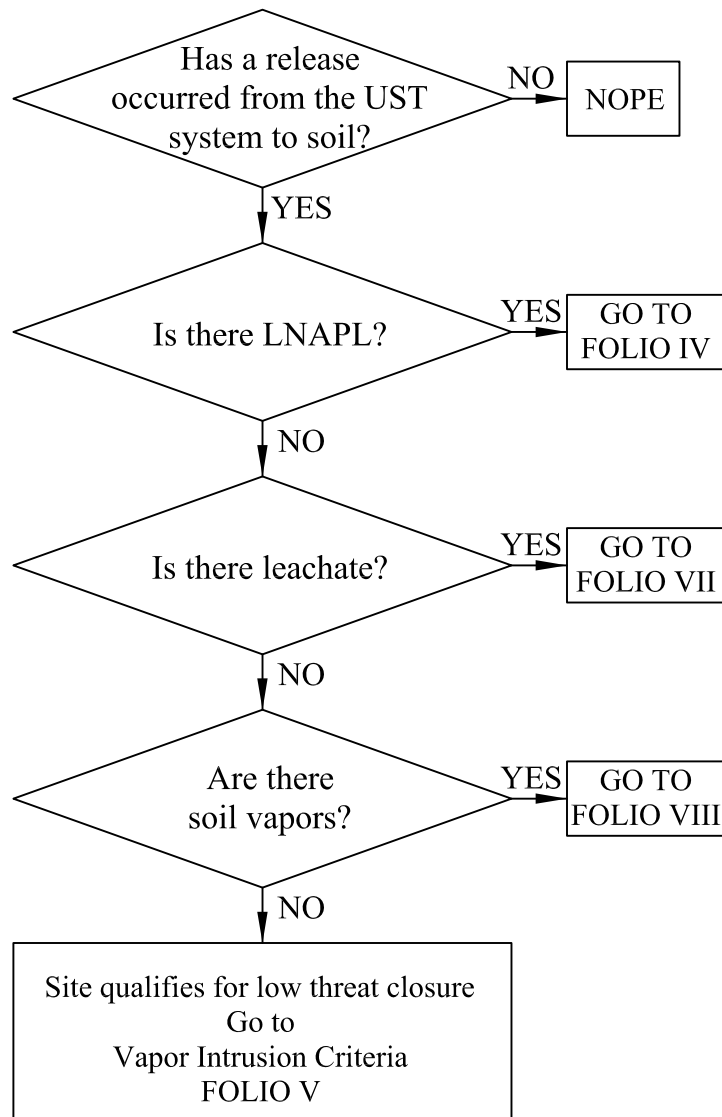 Has a release
occurred from the UST
system to soil?
NO
NOPE
YES
Is there LNAPL?
YES
GO TO
FOLIO IV
NO
Is there leachate?
YES
GO TO
FOLIO VII
NO
Are there
soil vapors?
YES
GO TO
FOLIO VIII
NO
Site qualifies for low threat closure
Go to
Vapor Intrusion Criteria
FOLIO V